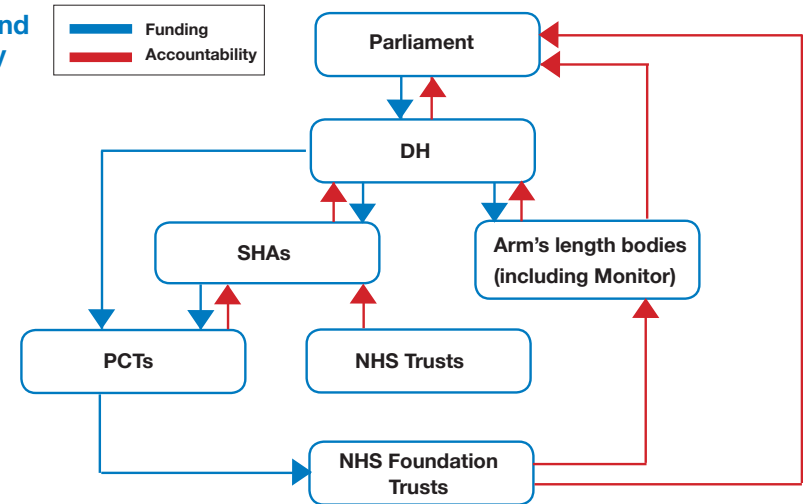 nd
y
Funding
Accountability
Parliament
DH
SHAs
Arm's length bodies
(including Monitor)
PCTs
NHS Trusts
NHS Foundation
Trusts